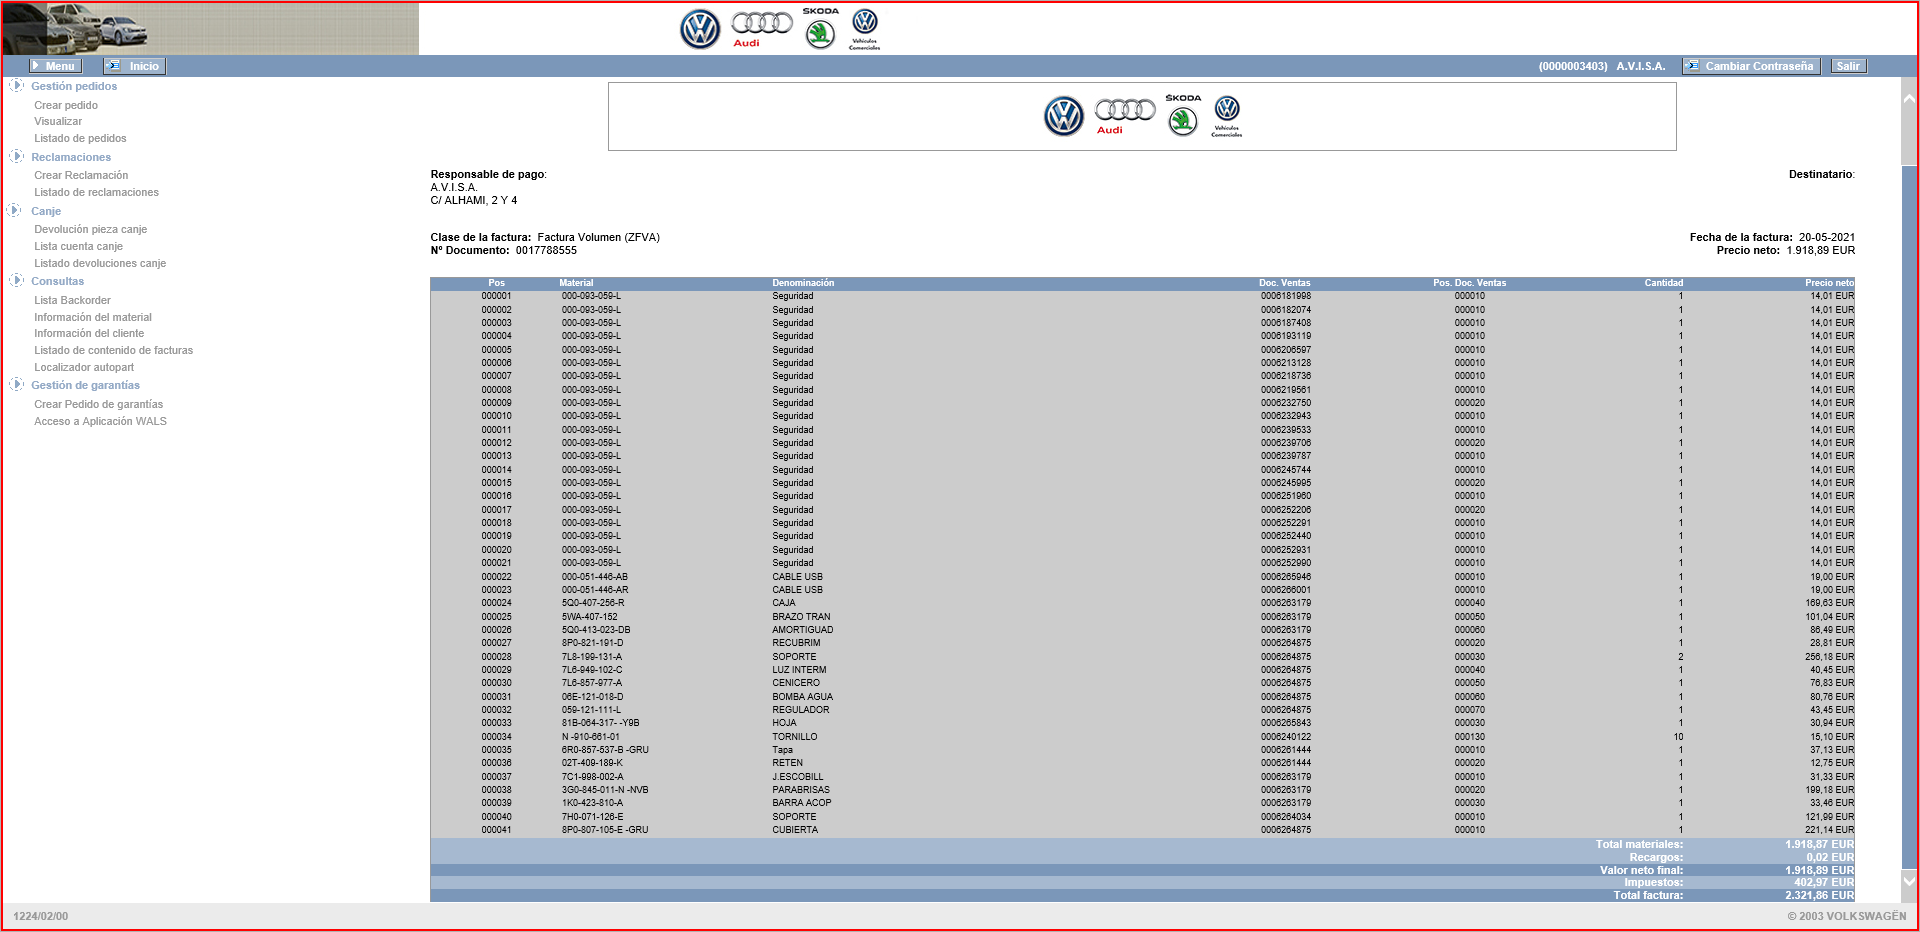 Audi
ŠKODA
Vehículos
Comerciales
Menu Inicio (0000003403) A.V.I.S.A. Cambiar Contraseña Salir
Gestión pedidos
Crear pedido
Visualizar
Listado de pedidos
Reclamaciones
Crear Reclamación
Listado de reclamaciones
Canje
Devolución pieza canje
Lista cuenta canje
Listado devoluciones canje
Consultas
Lista Backorder
Información del material
Información del cliente
Listado de contenido de facturas
Localizador autopart
Gestión de garantías
Crear Pedido de garantías
Acceso a Aplicación WALS
Audi
ŠKODA
Vehículos
Comerciales
Responsable de pago: Destinatario:
A.V.I.S.A.
C/ ALHAMI, 2 Y 4
Clase de la factura: Factura Volumen (ZFVA) Fecha de la factura: 20-05-2021
Nº Documento: 0017788555 Precio neto: 1.918,89 EUR
Pos Material Denominación Doc. Ventas Pos. Doc. Ventas Cantidad Precio neto
000001 000-093-059-L Seguridad 0006181998 000010 1 14,01 EUR
000002 000-093-059-L Seguridad 0006182074 000010 1 14,01 EUR
000003 000-093-059-L Seguridad 0006187408 000010 1 14,01 EUR
000004 000-093-059-L Seguridad 0006193119 000010 1 14,01 EUR
000005 000-093-059-L Seguridad 0006206597 000010 1 14,01 EUR
000006 000-093-059-L Seguridad 0006213128 000010 1 14,01 EUR
000007 000-093-059-L Seguridad 0006218736 000010 1 14,01 EUR
000008 000-093-059-L Seguridad 0006219561 000010 1 14,01 EUR
000009 000-093-059-L Seguridad 0006232750 000020 1 14,01 EUR
000010 000-093-059-L Seguridad 0006232943 000010 1 14,01 EUR
000011 000-093-059-L Seguridad 0006239533 000010 1 14,01 EUR
000012 000-093-059-L Seguridad 0006239706 000020 1 14,01 EUR
000013 000-093-059-L Seguridad 0006239787 000010 1 14,01 EUR
000014 000-093-059-L Seguridad 0006245744 000010 1 14,01 EUR
000015 000-093-059-L Seguridad 0006245995 000020 1 14,01 EUR
000016 000-093-059-L Seguridad 0006251960 000010 1 14,01 EUR
000017 000-093-059-L Seguridad 0006252206 000020 1 14,01 EUR
000018 000-093-059-L Seguridad 0006252291 000010 1 14,01 EUR
000019 000-093-059-L Seguridad 0006252440 000010 1 14,01 EUR
000020 000-093-059-L Seguridad 0006252931 000010 1 14,01 EUR
000021 000-093-059-L Seguridad 0006252990 000010 1 14,01 EUR
000022 000-051-446-AB CABLE USB 0006265946 000010 1 19,00 EUR
000023 000-051-446-AR CABLE USB 0006266001 000010 1 19,00 EUR
000024 5Q0-407-256-R CAJA 0006263179 000040 1 169,63 EUR
000025 5WA-407-152 BRAZO TRAN 0006263179 000050 1 101,04 EUR
000026 5Q0-413-023-DB AMORTIGUAD 0006263179 000060 1 86,49 EUR
000027 8P0-821-191-D RECUBRIM 0006264875 000020 1 28,81 EUR
000028 7L8-199-131-A SOPORTE 0006264875 000030 2 256,18 EUR
000029 7L6-949-102-C LUZ INTERM 0006264875 000040 1 40,45 EUR
000030 7L6-857-977-A CENICERO 0006264875 000050 1 76,83 EUR
000031 06E-121-018-D BOMBA AGUA 0006264875 000060 1 80,76 EUR
000032 059-121-111-L REGULADOR 0006264875 000070 1 43,45 EUR
000033 81B-064-317- -Y9B HOJA 0006265843 000030 1 30,94 EUR
000034 N -910-661-01 TORNILLO 0006240122 000130 10 15,10 EUR
000035 6R0-857-537-B -GRU Tapa 0006261444 000010 1 37,13 EUR
000036 02T-409-189-K RETEN 0006261444 000020 1 12,75 EUR
000037 7C1-998-002-A J.ESCOBILL 0006263179 000010 1 31,33 EUR
000038 3G0-845-011-N -NVB PARABRISAS 0006263179 000020 1 199,18 EUR
000039 1K0-423-810-A BARRA ACOP 0006263179 000030 1 33,46 EUR
000040 7H0-071-126-E SOPORTE 0006264034 000010 1 121,99 EUR
000041 8P0-807-105-E -GRU CUBIERTA 0006264875 000010 1 221,14 EUR
Total materiales: 1.918,87 EUR
Recargos: 0,02 EUR
Valor neto final: 1.918,89 EUR
Impuestos: 402,97 EUR
Total factura: 2.321,86 EUR
1224/02/00 © 2003 VOLKSWAGËN